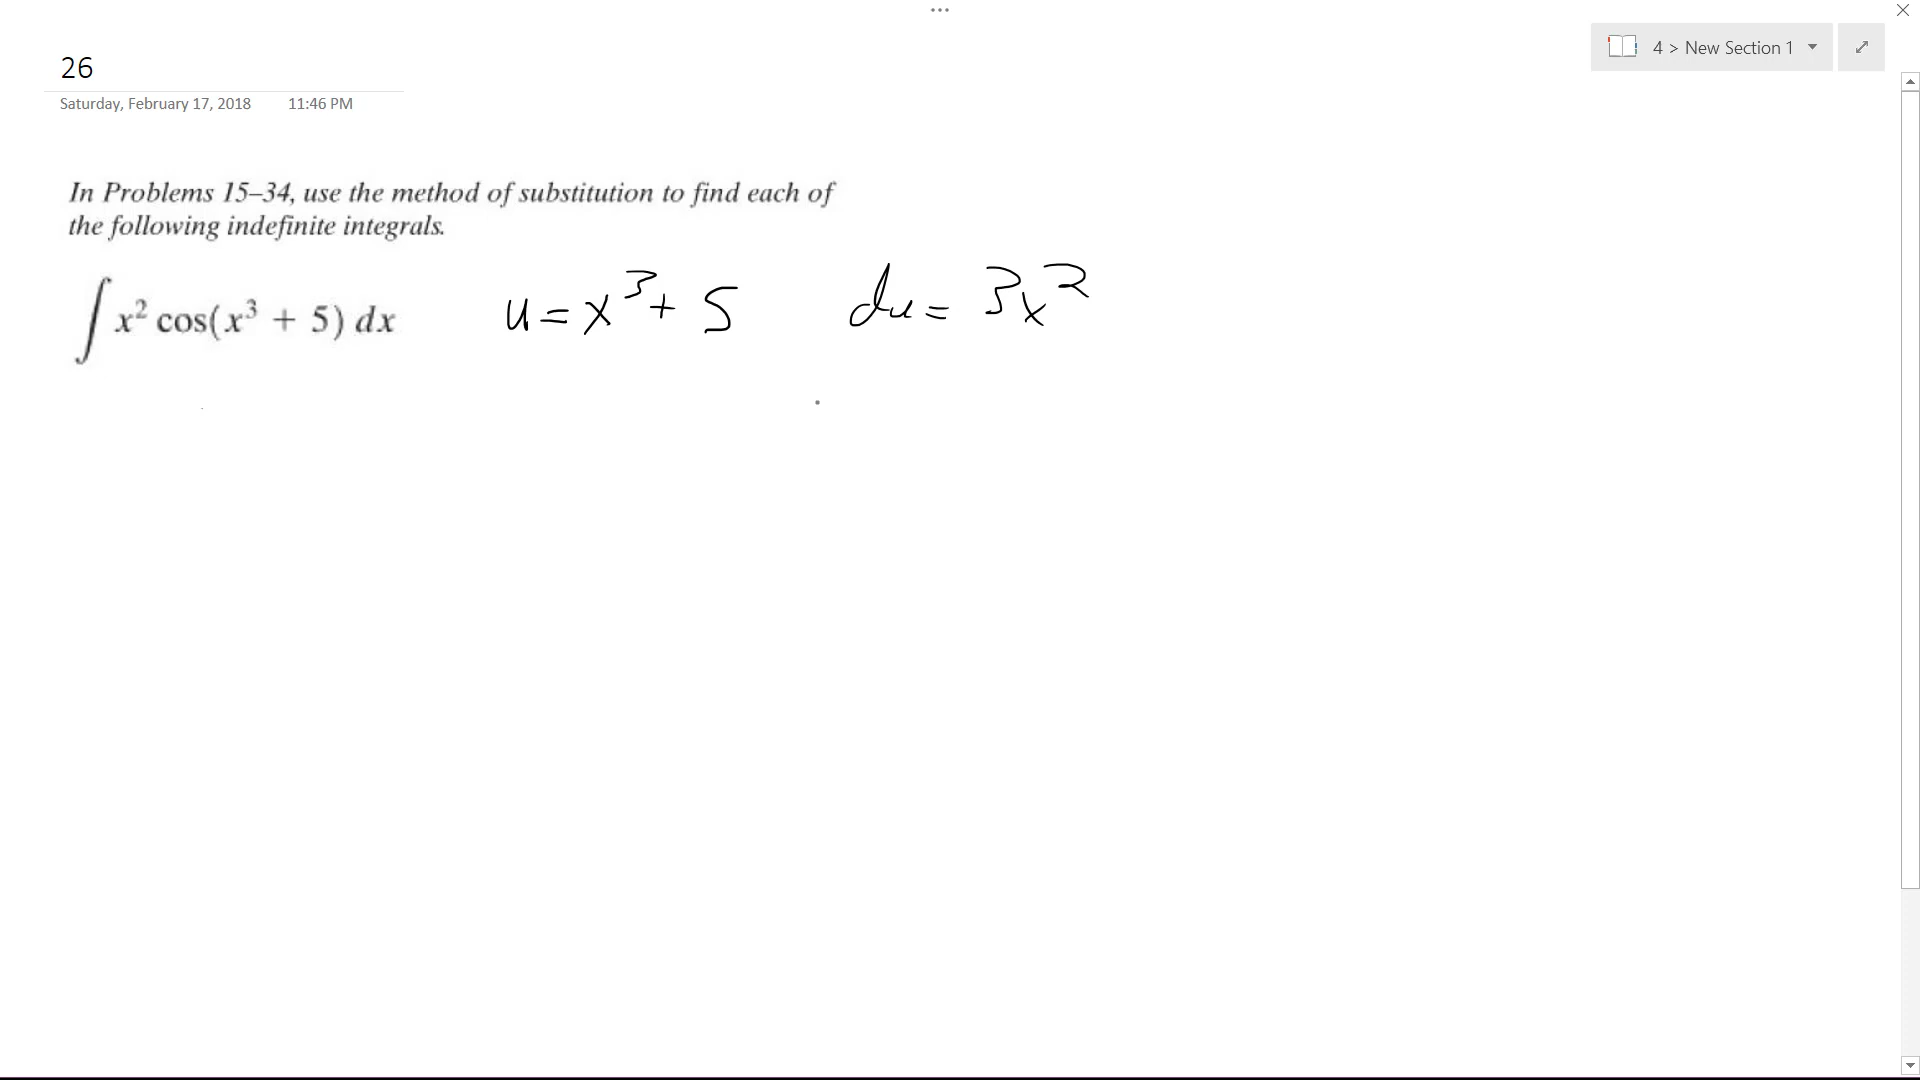 ...
4 > New Section 1
26
Saturday, February 17, 2018 11:46 PM
In Problems 15–34, use the method of substitution to find each of
the following indefinite integrals.
∫ x² cos(x³ + 5) dx u = x³ + 5 du = 3x²